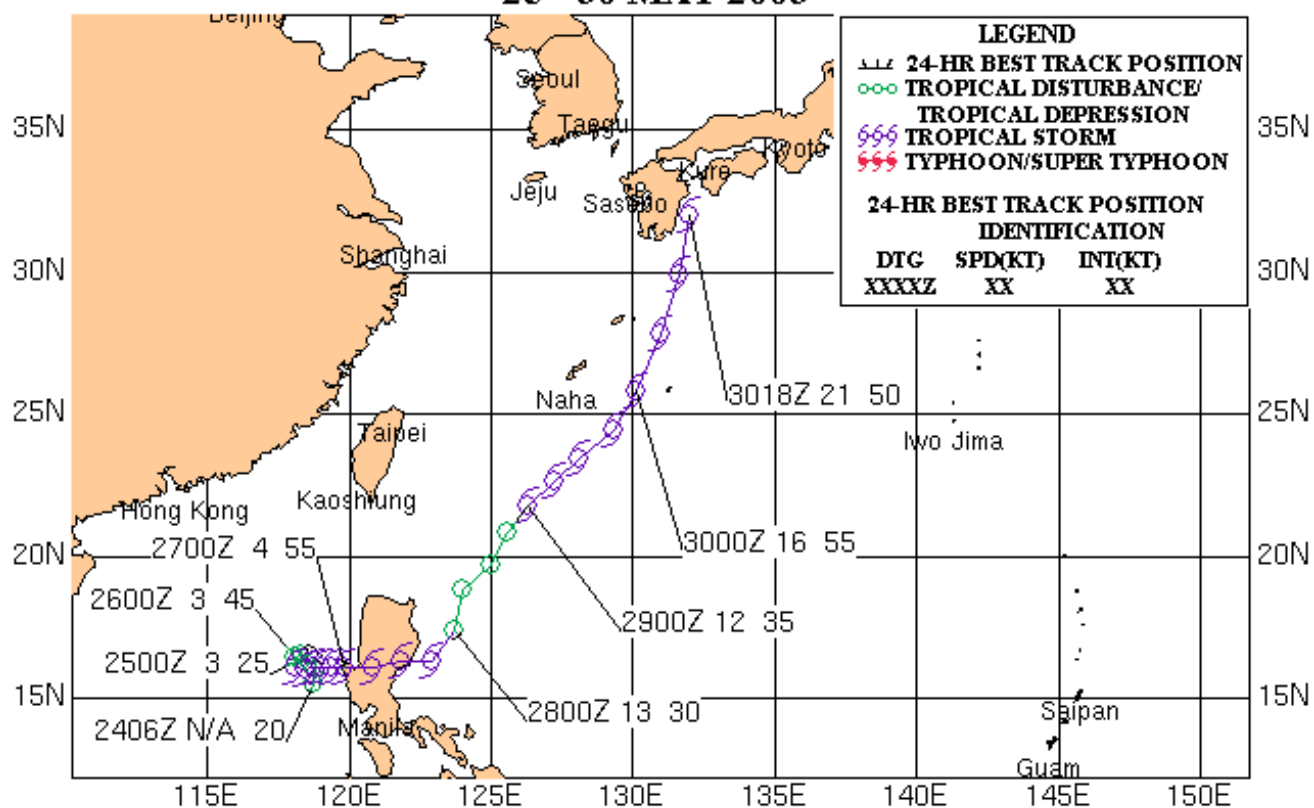 25 - 30 MAY 2003
LEGEND
24-HR BEST TRACK POSITION
TROPICAL DISTURBANCE/
TROPICAL DEPRESSION
TROPICAL STORM
TYPHOON/SUPER TYPHOON
24-HR BEST TRACK POSITION
IDENTIFICATION
DTG SPD(KT) INT(KT)
XXXXZ XX XX
Beijing
Seoul
Taegu
Kyoto
35N
35N
Jeju
Kure
Sasebo
Shanghai
30N
30N
3018Z 21 50
Naha
25N
25N
Taipei
Iwo Jima
Kaoshiung
Hong Kong
2700Z 4 55
3000Z 16 55
20N
20N
2600Z 3 45
2900Z 12 35
2500Z 3 25
15N
15N
2406Z N/A 20
2800Z 13 30
Manila
Saipan
Guam
115E 120E 125E 130E 135E 140E 145E 150E